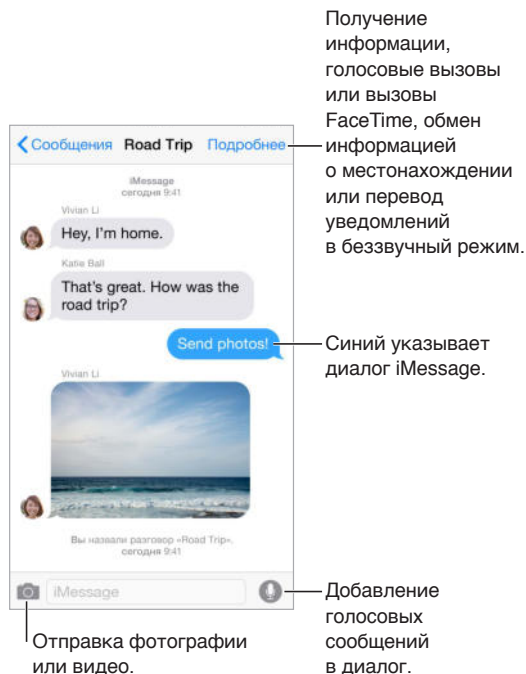 Получение
информации,
голосовые вызовы
или вызовы
FaceTime, обмен
информацией
о местонахождении
или перевод
уведомлений
в беззвучный режим.
Сообщения Road Trip Подробнее
iMessage
сегодня 9:41
Vivian Li
Hey, I'm home.
Katie Ball
That's great. How was the
road trip?
Send photos!
Синий указывает
диалог iMessage.
Vivian Li
Вы назвали разговор «Road Trip».
сегодня 9:41
iMessage
Добавление
голосовых
сообщений
в диалог.
Отправка фотографии
или видео.